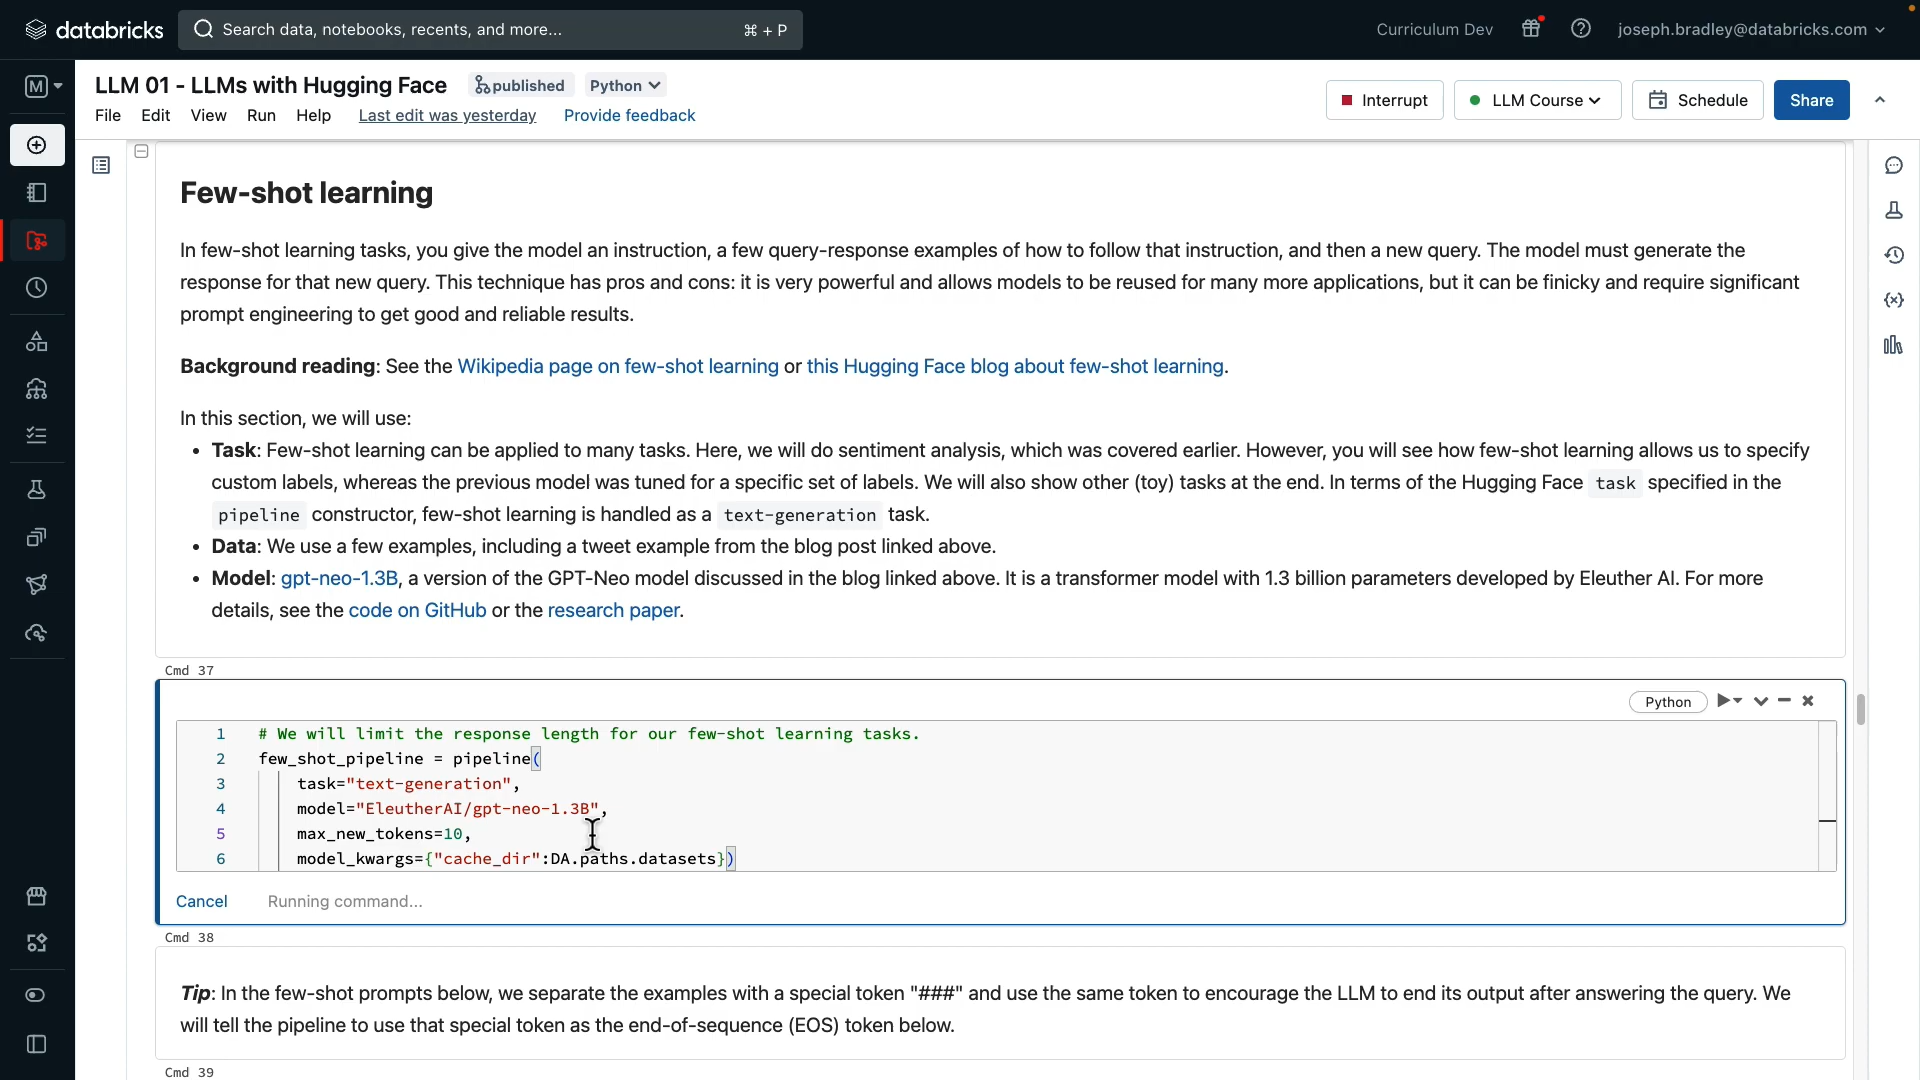 databricks
Search data, notebooks, recents, and more...
⌘ + P
Curriculum Dev
joseph.bradley@databricks.com
M
LLM 01 - LLMs with Hugging Face
published
Python
File Edit View Run Help Last edit was yesterday Provide feedback
Interrupt
LLM Course
Schedule
Share
Few-shot learning
In few-shot learning tasks, you give the model an instruction, a few query-response examples of how to follow that instruction, and then a new query. The model must generate the
response for that new query. This technique has pros and cons: it is very powerful and allows models to be reused for many more applications, but it can be finicky and require significant
prompt engineering to get good and reliable results.
Background reading: See the Wikipedia page on few-shot learning or this Hugging Face blog about few-shot learning.
In this section, we will use:
• Task: Few-shot learning can be applied to many tasks. Here, we will do sentiment analysis, which was covered earlier. However, you will see how few-shot learning allows us to specify
custom labels, whereas the previous model was tuned for a specific set of labels. We will also show other (toy) tasks at the end. In terms of the Hugging Face task specified in the
pipeline constructor, few-shot learning is handled as a text-generation task.
• Data: We use a few examples, including a tweet example from the blog post linked above.
• Model: gpt-neo-1.3B, a version of the GPT-Neo model discussed in the blog linked above. It is a transformer model with 1.3 billion parameters developed by Eleuther AI. For more
details, see the code on GitHub or the research paper.
Cmd 37
Python
1 # We will limit the response length for our few-shot learning tasks.
2 few_shot_pipeline = pipeline(
3 task="text-generation",
4 model="EleutherAI/gpt-neo-1.3B",
5 max_new_tokens=10,
6 model_kwargs={"cache_dir":DA.paths.datasets})
Cancel Running command...
Cmd 38
Tip: In the few-shot prompts below, we separate the examples with a special token "###" and use the same token to encourage the LLM to end its output after answering the query. We
will tell the pipeline to use that special token as the end-of-sequence (EOS) token below.
Cmd 39